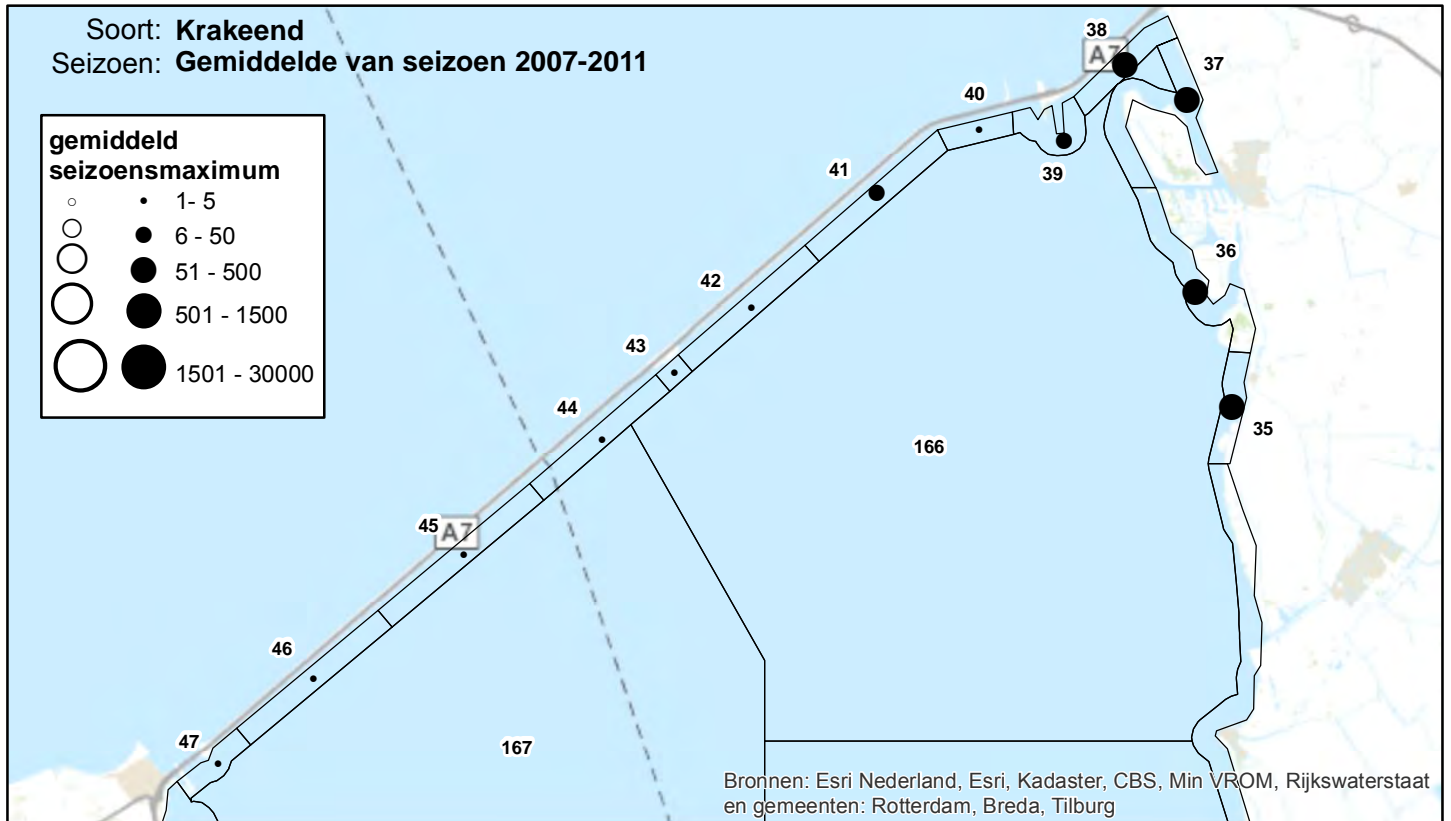 Soort: Krakeend
Seizoen: Gemiddelde van seizoen 2007-2011
gemiddeld
seizoensmaximum
1- 5
6 - 50
51 - 500
501 - 1500
1501 - 30000
38
A7
37
40
39
41
36
42
43
44
35
166
45
A7
46
47
167
Bronnen: Esri Nederland, Esri, Kadaster, CBS, Min VROM, Rijkswaterstaat
en gemeenten: Rotterdam, Breda, Tilburg